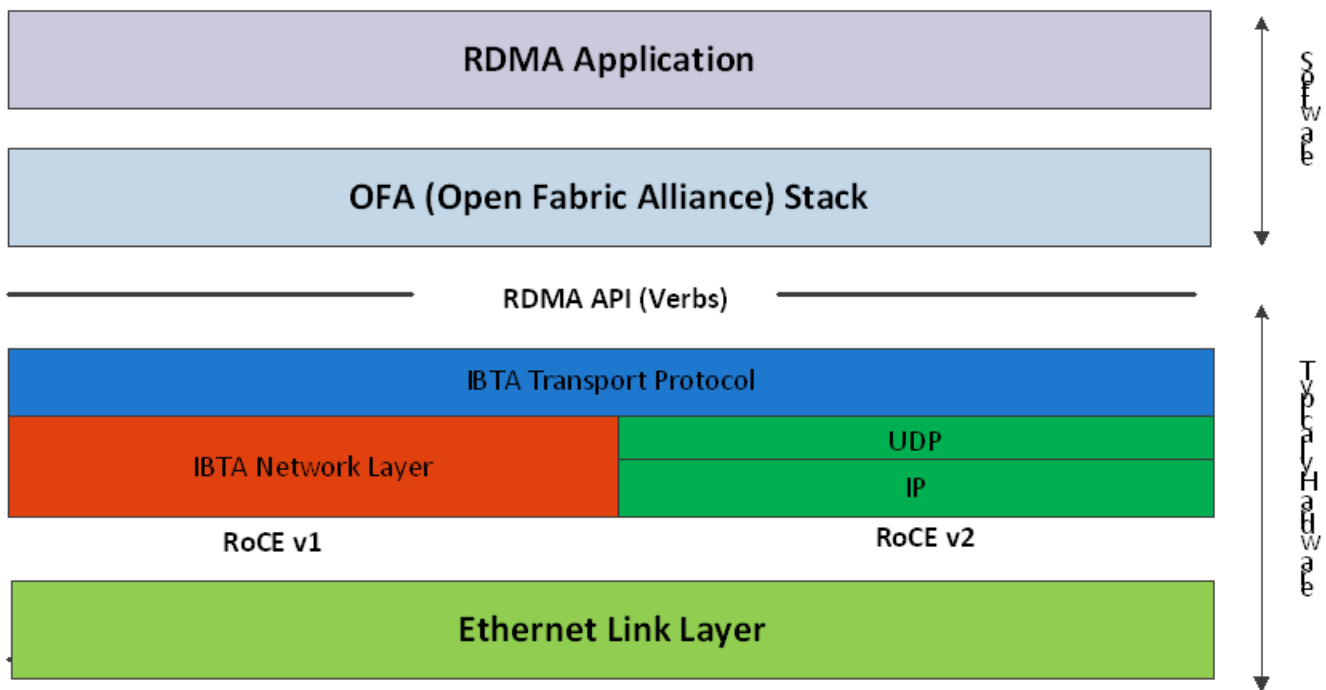 RDMA Application
Software
OFA (Open Fabric Alliance) Stack
RDMA API (Verbs)
IBTA Transport Protocol
Typically Hardware
IBTA Network Layer
UDP
IP
RoCE v1
RoCE v2
Ethernet Link Layer